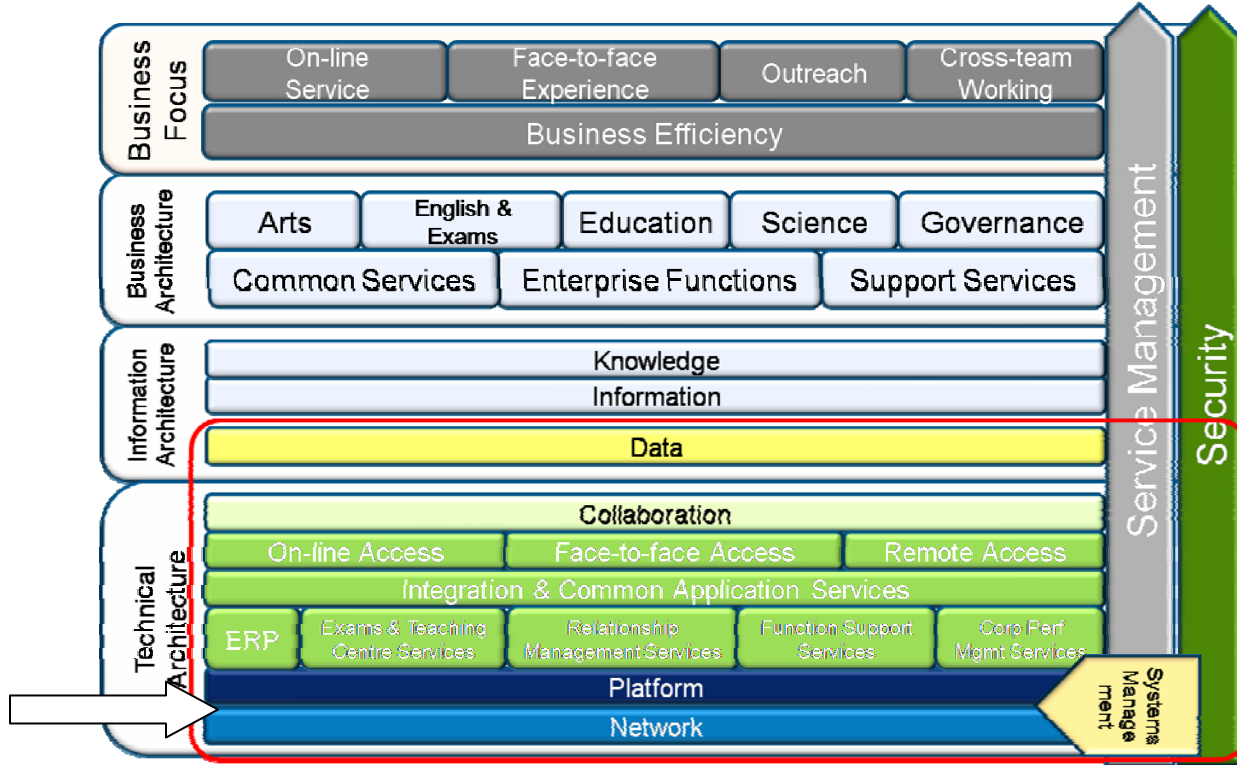 Business
Focus
On-line
Service
Face-to-face
Experience
Outreach
Cross-team
Working
Business Efficiency
Business
Architecture
Arts
English &
Exams
Education
Science
Governance
Common Services
Enterprise Functions
Support Services
Information
Architecture
Knowledge
Information
Data
Technical
Architecture
Collaboration
On-line Access
Face-to-face Access
Remote Access
Integration & Common Application Services
ERP
Exams & Teaching
Centre Services
Relationship
Management Services
Function Support
Services
Corp Perf
Mgmt Services
Platform
Network
Systems
Manage
ment
Service Management
Security